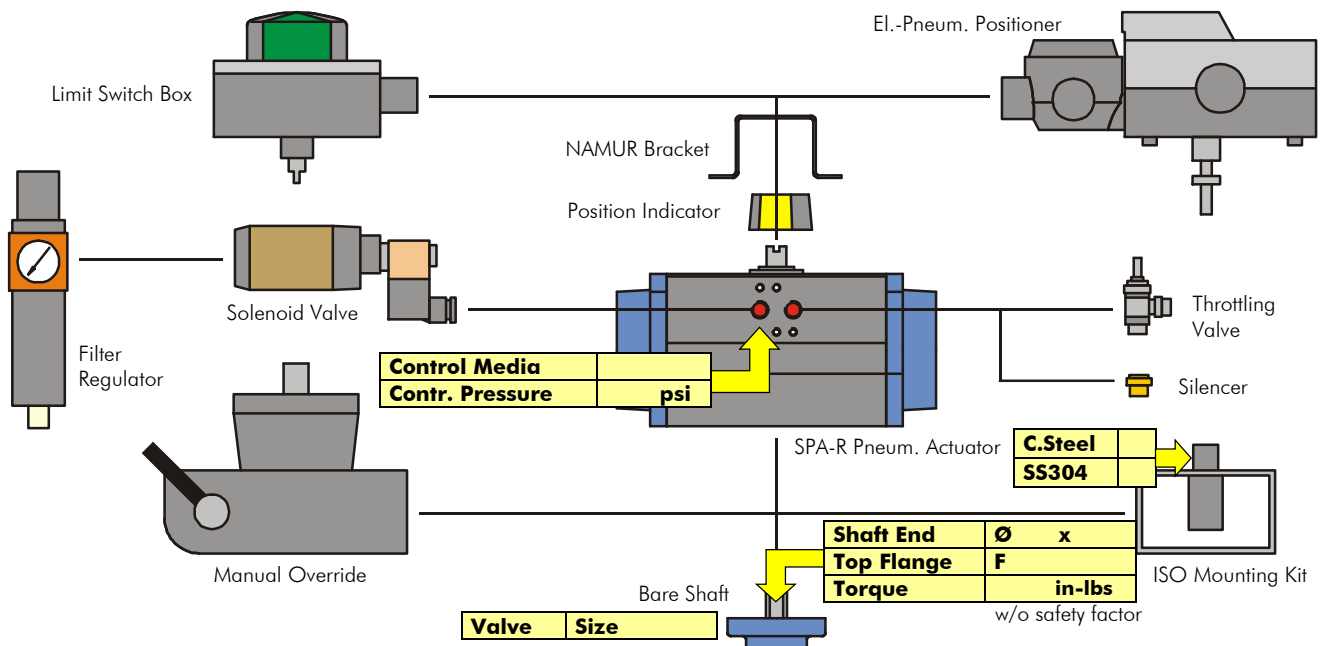 El.-Pneum. Positioner
Limit Switch Box
NAMUR Bracket
Position Indicator
Solenoid Valve
Throttling
Valve
Filter
Regulator
Control Media
Contr. Pressure psi
Silencer
SPA-R Pneum. Actuator
C.Steel
SS304
Manual Override
Shaft End Ø x
Top Flange F
Torque in-lbs
ISO Mounting Kit
Bare Shaft
w/o safety factor
Valve Size